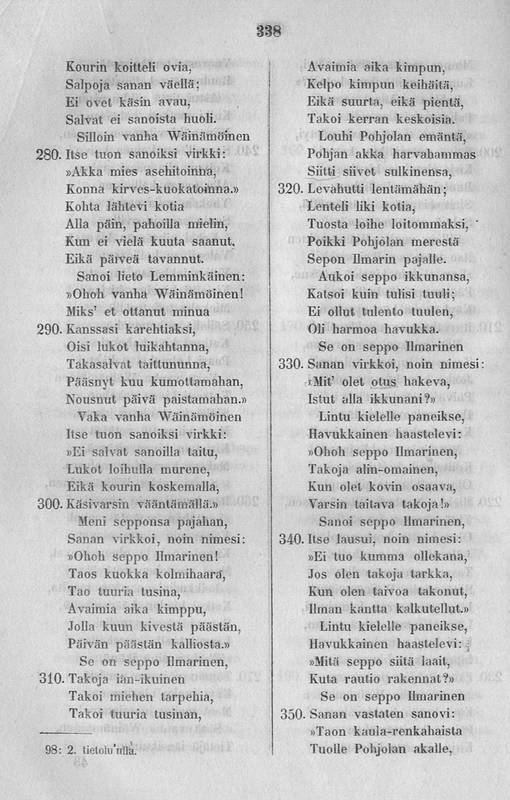 338
Kourin koitteli ovia,
Salpoja sanan väellä;
Ei ovet käsin avau,
Salvat ei sanoista huoli.
Silloin vanha Wäinämöinen
280. Itse tuon sanoiksi virkki:
»Akka mies asehitoinna,
Konna kirves-kuokatoinna.»
Kohta lähtevi kotia
Alla päin, pahoilla mielin,
Kun ei vielä kuuta saanut,
Eikä päiveä tavannut.
Sanoi lieto Lemminkäinen:
»Ohoh vanha Wäinämöinen!
Miks' et ottanut minua
290. Kanssasi karehtiaksi,
Oisi lukot luikahtanna,
Takasalvat taittununna,
Pääsnyt kuu kumottamahan,
Nousnut päivä paistamahan.»
Vaka vanha Wäinämöinen
Itse tuon sanoiksi virkki:
»Ei salvat sanoilla taitu,
Lukot loihulla murene,
Eikä kourin koskemalla,
300. Käsivarsin vääntämällä.»
Meni sepponsa pajahan,
Sanan virkkoi, noin nimesi:
»Ohoh seppo Ilmarinen!
Taos kuokka kolmihaara,
Tao tuuria tusina,
Avaimia aika kimppu,
Jolla kuun kivestä päästän,
Päivän päästän kalliosta.»
Se on seppo Ilmarinen,
310. Takoja iän-ikuinen
Takoi miehen tarpehia,
Takoi tuuria tusinan,
98: 2. tietolu'ulla.
Avaimia aika kimpun,
Kelpo kimpun keihäitä,
Eikä suurta, eikä pientä,
Takoi kerran keskoisia.
Louhi Pohjolan emäntä,
Pohjan akka harvahammas
Siitti siivet sulkinensa,
320. Levahutti lentämähän;
Lenteli liki kotia,
Tuosta loihe loitommaksi,
Poikki Pohjolan merestä
Sepon Ilmarin pajalle.
Aukoi seppo ikkunansa,
Katsoi kuin tulisi tuuli;
Ei ollut tulento tuulen,
Oli harmoa havukka.
Se on seppo Ilmarinen
330. Sanan virkkoi, noin nimesi:
»Mit' olet otus hakeva,
Istut alla ikkunani?»
Lintu kielelle paneikse,
Havukkainen haastelevi:
»Ohoh seppo Ilmarinen,
Takoja alin-omainen,
Kun olet kovin osaava,
Varsin taitava takoja!»
Sanoi seppo Ilmarinen,
340. Itse lausui, noin nimesi:
»Ei tuo kumma ollekana,
Jos olen takoja tarkka,
Kun olen taivoa takonut,
Ilman kantta kalkutellut.»
Lintu kielelle paneikse,
Havukkainen haastelevi:
»Mitä seppo siitä laait,
Kuta rautio rakennat?»
Se on seppo Ilmarinen
350. Sanan vastaten sanovi:
»Taon kaula-renkahaista
Tuolle Pohjolan akalle,